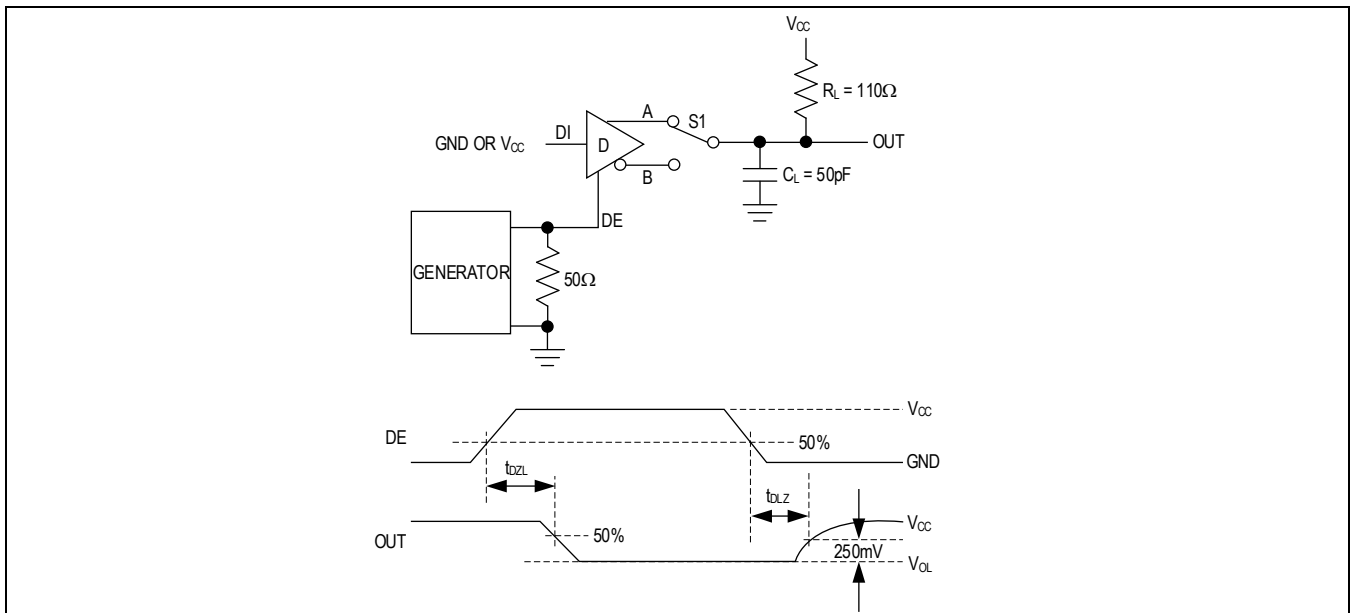 VCC
RL = 110Ω
A
S1
GND OR VCC
DI
D
OUT
B
CL = 50pF
DE
GENERATOR
50Ω
VCC
DE
50%
GND
tDZL
tDLZ
VCC
OUT
50%
250mV
VOL